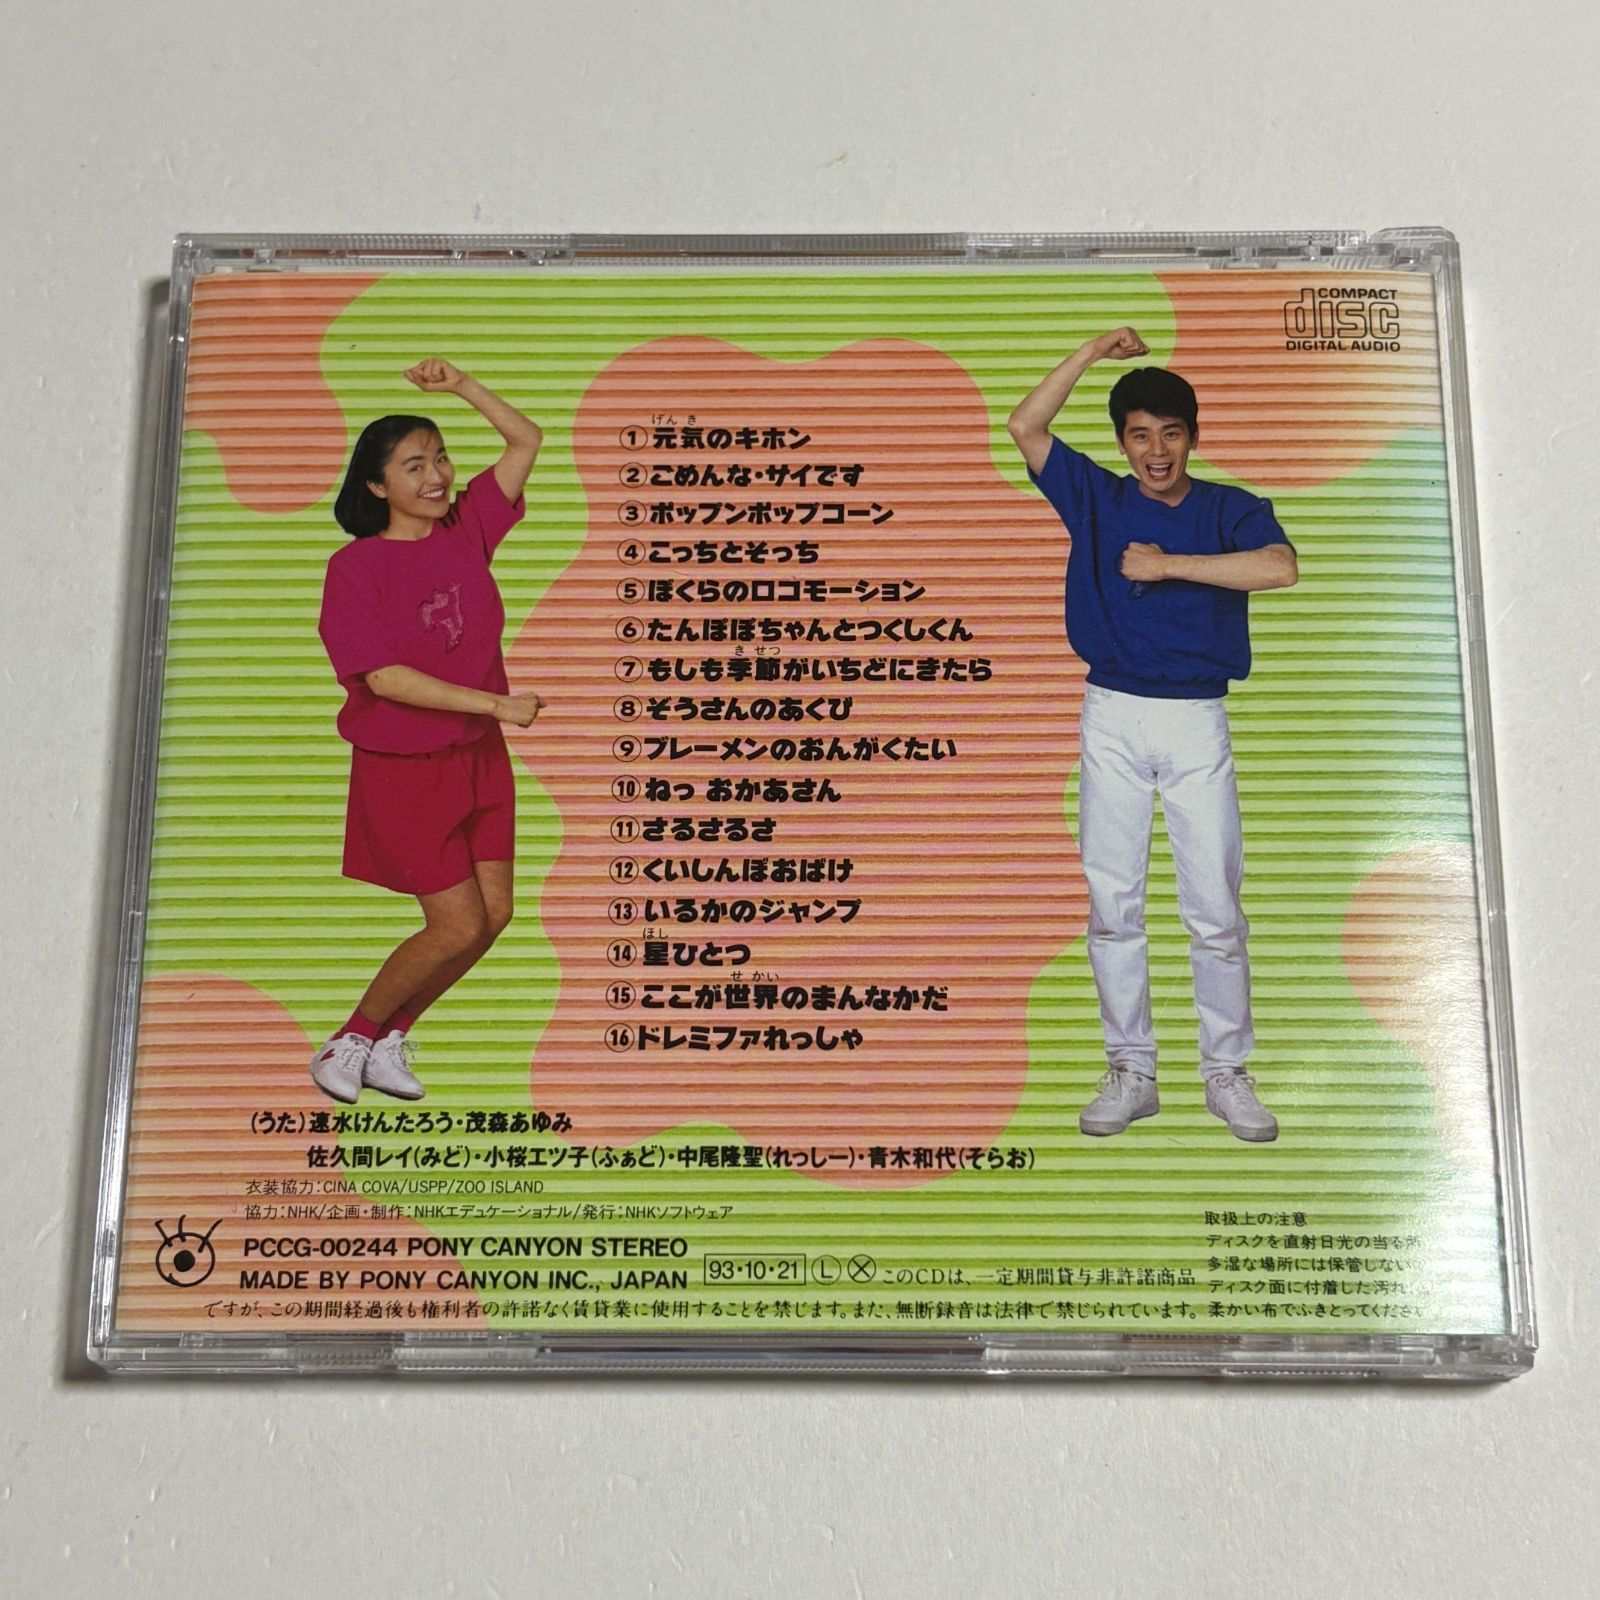 COMPACT
disc
DIGITAL AUDIO
げんき
①元気のキホン
②ごめんな・サイです
③ポップンポップコーン
④こっちとそっち
⑤ぼくらのロコモーション
⑥たんぽぽちゃんとつくしくん
きせつ
⑦もしも季節がいちどにきたら
⑧ぞうさんのあくび
⑨ブレーメンのおんがくたい
⑩ねっ おかあさん
⑪さるさるさ
⑫くいしんぼおばけ
⑬いるかのジャンプ
ほし
⑭星ひとつ
せかい
⑮ここが世界のまんなかだ
⑯ドレミファれっしゃ
(うた)速水けんたろう・茂森あゆみ
佐久間レイ(みど)・小桜エツ子(ふぁど)・中尾隆聖(れっしー)・青木和代(そらお)
衣装協力:CINA COVA/USPP/ZOO ISLAND
協力:NHK/企画・制作:NHKエデュケーショナル/発行:NHKソフトウェア
PCCG-00244 PONY CANYON STEREO
MADE BY PONY CANYON INC., JAPAN 93・10・21 Ⓛ Ⓧ このCDは、一定期間貸与非許諾商品
ですが、この期間経過後も権利者の許諾なく賃貸業に使用することを禁じます。また、無断録音は法律で禁じられています。
取扱上の注意
ディスクを直射日光の当る所
多湿な場所には保管しない
ディスク面に付着した汚れ
柔かい布でふきとってくださ